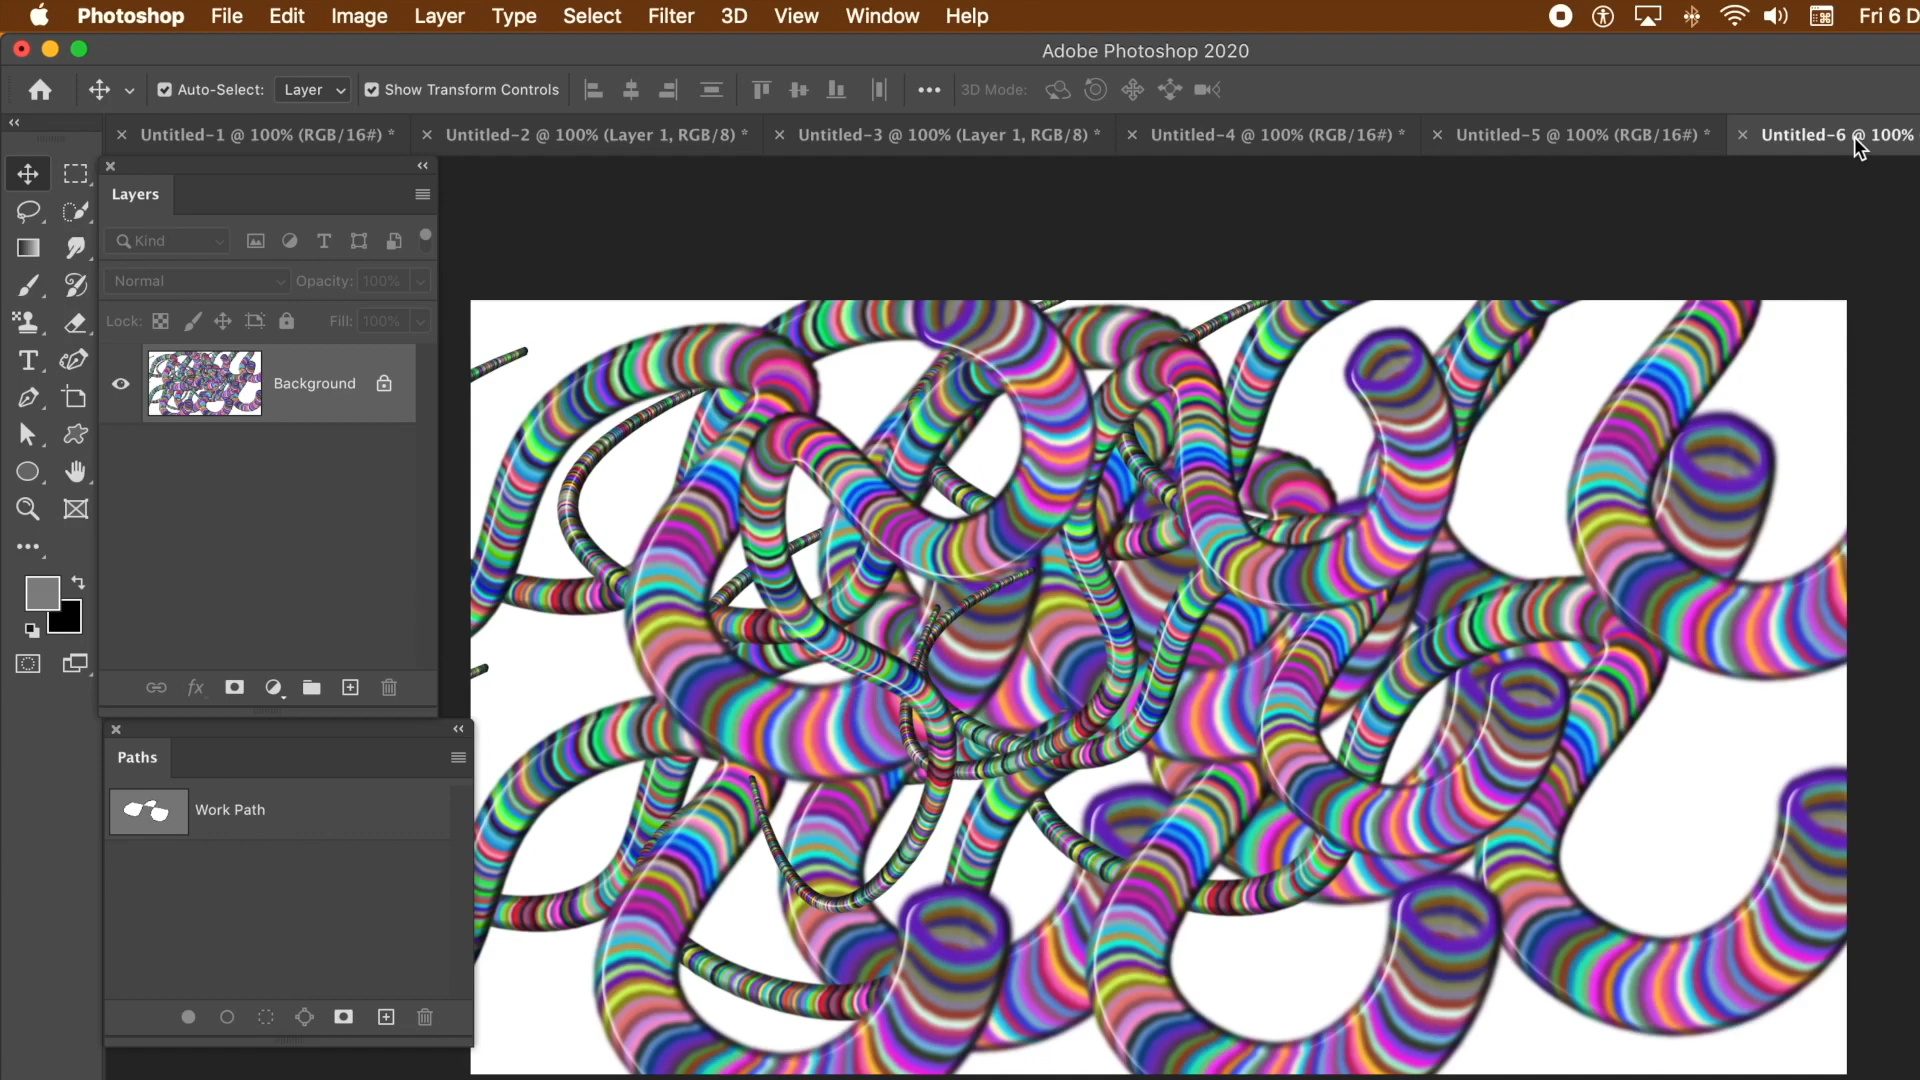 Photoshop File Edit Image Layer Type Select Filter 3D View Window Help Fri 6 D
Adobe Photoshop 2020
Auto-Select: Layer Show Transform Controls 3D Mode:
Untitled-1 @ 100% (RGB/16#) * Untitled-2 @ 100% (Layer 1, RGB/8) * Untitled-3 @ 100% (Layer 1, RGB/8) * Untitled-4 @ 100% (RGB/16#) * Untitled-5 @ 100% (RGB/16#) * Untitled-6 @ 100%
Layers
Kind
Normal Opacity: 100%
Lock: Fill: 100%
Background
fx
Paths
Work Path